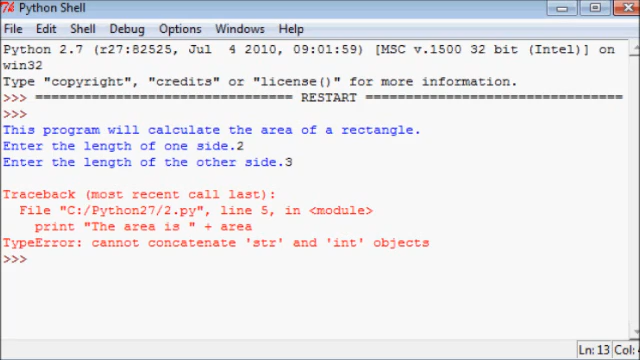 Python Shell
File Edit Shell Debug Options Windows Help
Python 2.7 (r27:82525, Jul  4 2010, 09:01:59) [MSC v.1500 32 bit (Intel)] on
win32
Type "copyright", "credits" or "license()" for more information.
>>> ================================ RESTART ================================
>>>
This program will calculate the area of a rectangle.
Enter the length of one side.2
Enter the length of the other side.3
Traceback (most recent call last):
  File "C:/Python27/2.py", line 5, in <module>
    print "The area is " + area
TypeError: cannot concatenate 'str' and 'int' objects
>>>
Ln: 13 Col: